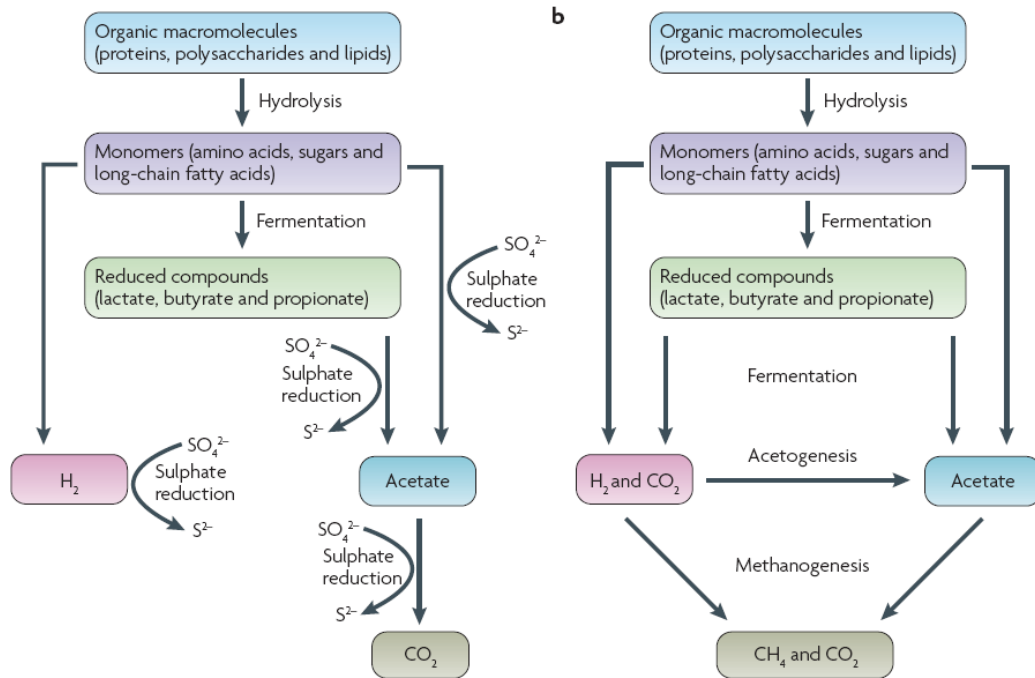 Organic macromolecules
(proteins, polysaccharides and lipids)
Hydrolysis
Monomers (amino acids, sugars and
long-chain fatty acids)
Fermentation
Reduced compounds
(lactate, butyrate and propionate)
SO₄²⁻
Sulphate
reduction
S²⁻
SO₄²⁻
Sulphate
reduction
S²⁻
H₂
SO₄²⁻
Sulphate
reduction
S²⁻
Acetate
SO₄²⁻
Sulphate
reduction
S²⁻
CO₂
b
Organic macromolecules
(proteins, polysaccharides and lipids)
Hydrolysis
Monomers (amino acids, sugars and
long-chain fatty acids)
Fermentation
Reduced compounds
(lactate, butyrate and propionate)
Fermentation
H₂ and CO₂
Acetogenesis
Acetate
Methanogenesis
CH₄ and CO₂